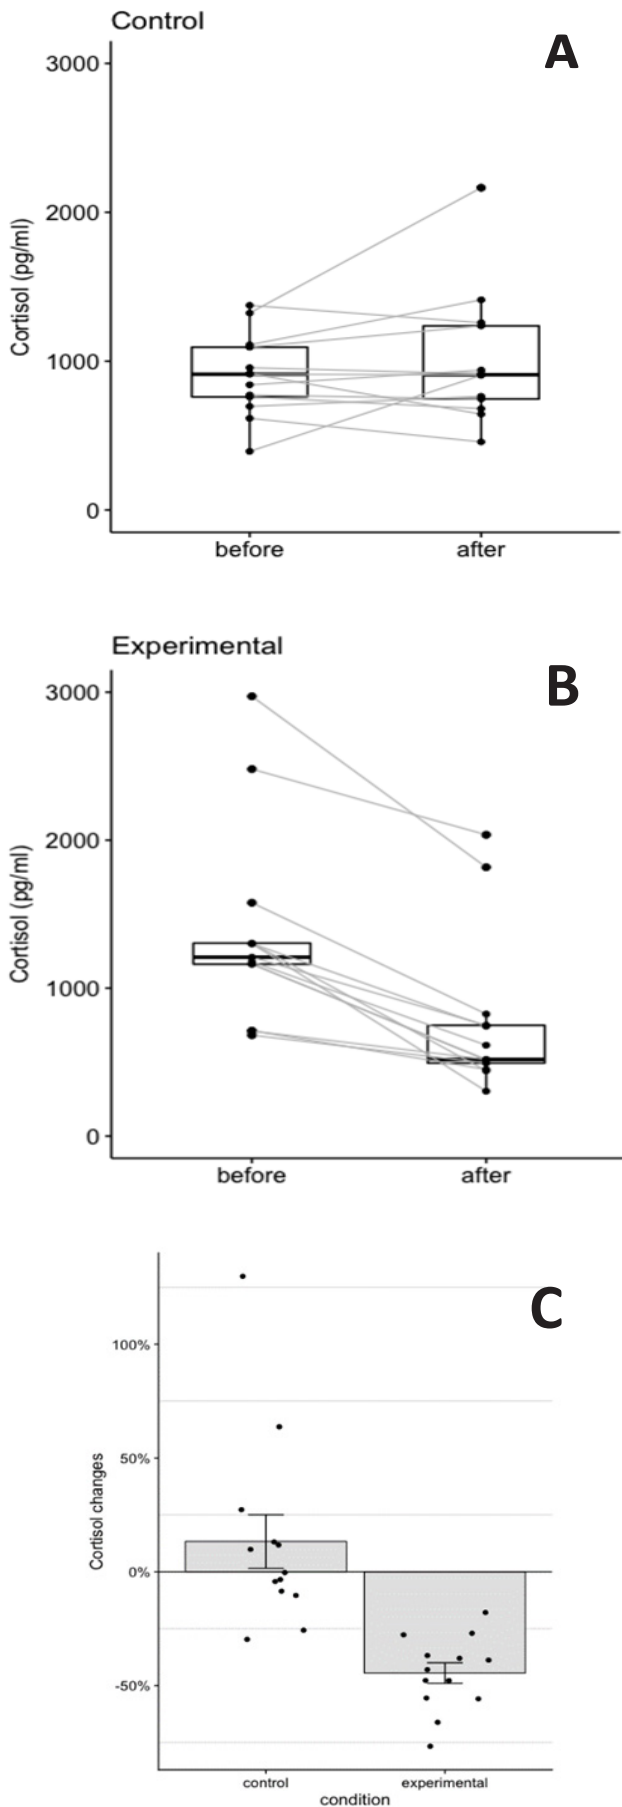 Control
A
3000
2000
1000
0
Cortisol (pg/ml)
before after
Experimental
B
3000
2000
1000
0
Cortisol (pg/ml)
before after
C
100%
50%
0%
-50%
Cortisol changes
control experimental
condition